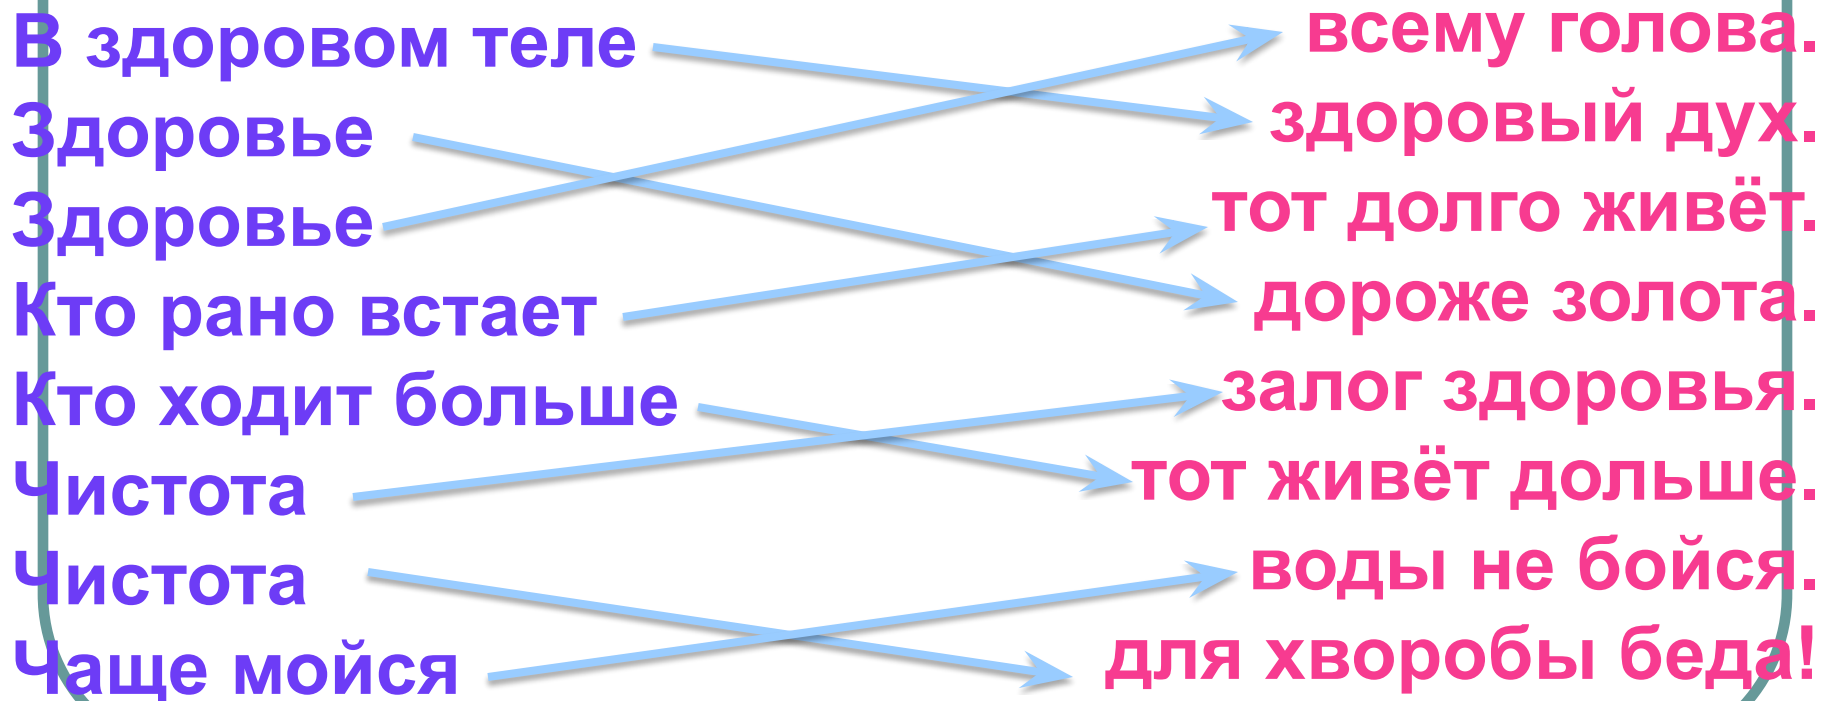 В здоровом теле
Здоровье
Здоровье
Кто рано встает
Кто ходит больше
Чистота
Чистота
Чаще мойся
всему голова.
здоровый дух.
тот долго живёт.
дороже золота.
залог здоровья.
тот живёт дольше.
воды не бойся.
для хворобы беда!